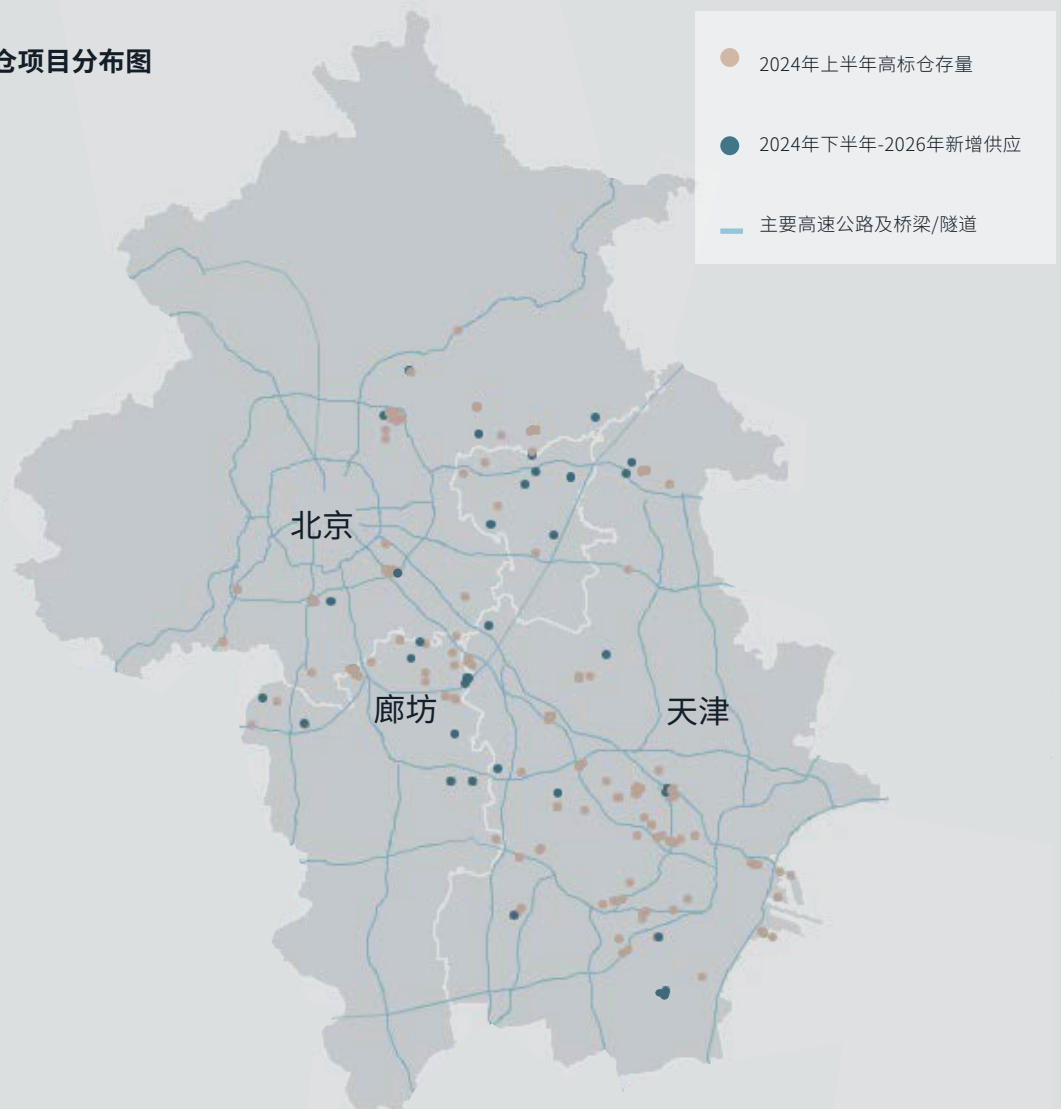 仓项目分布图
2024年上半年高标仓存量
2024年下半年-2026年新增供应
主要高速公路及桥梁/隧道
北京
廊坊
天津